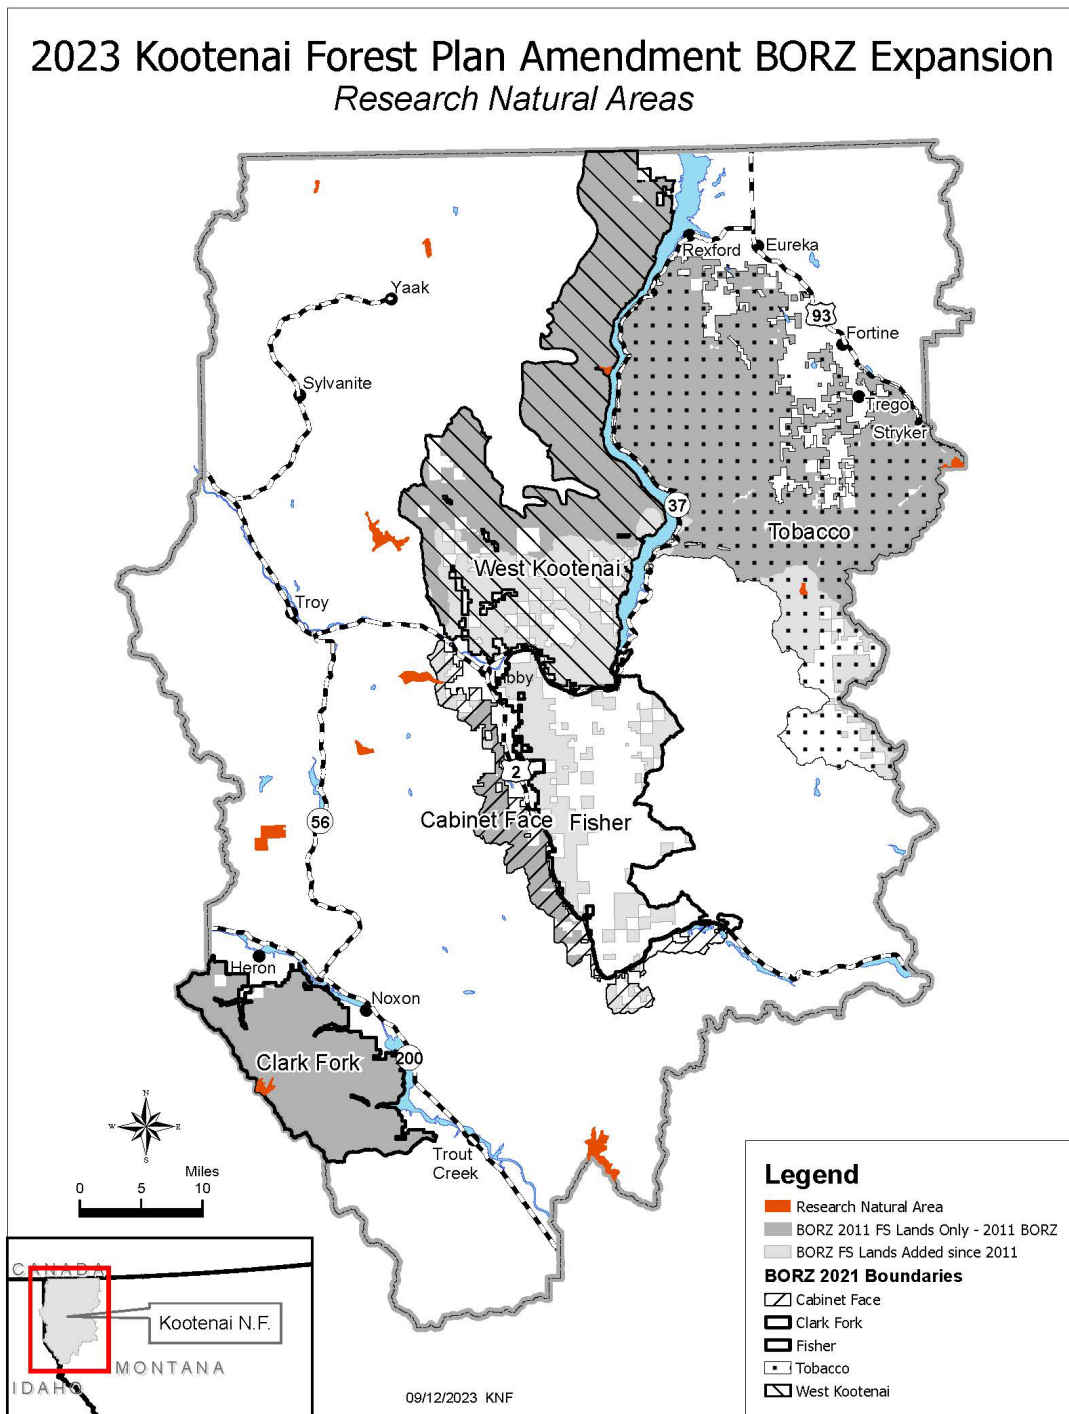 2023 Kootenai Forest Plan Amendment BORZ Expansion
Research Natural Areas
Rexford
Eureka
Yaak
93
Fortine
Sylvanite
Trego
Stryker
37
Tobacco
West Kootenai
Troy
Libby
2
Cabinet Face
Fisher
56
Heron
Noxon
Clark Fork
200
N
W
E
S
Trout
Creek
Miles
0 5 10
Legend
Research Natural Area
BORZ 2011 FS Lands Only - 2011 BORZ
BORZ FS Lands Added since 2011
BORZ 2021 Boundaries
Cabinet Face
Clark Fork
Fisher
Tobacco
West Kootenai
CANADA
Kootenai N.F.
MONTANA
IDAHO
09/12/2023 KNF